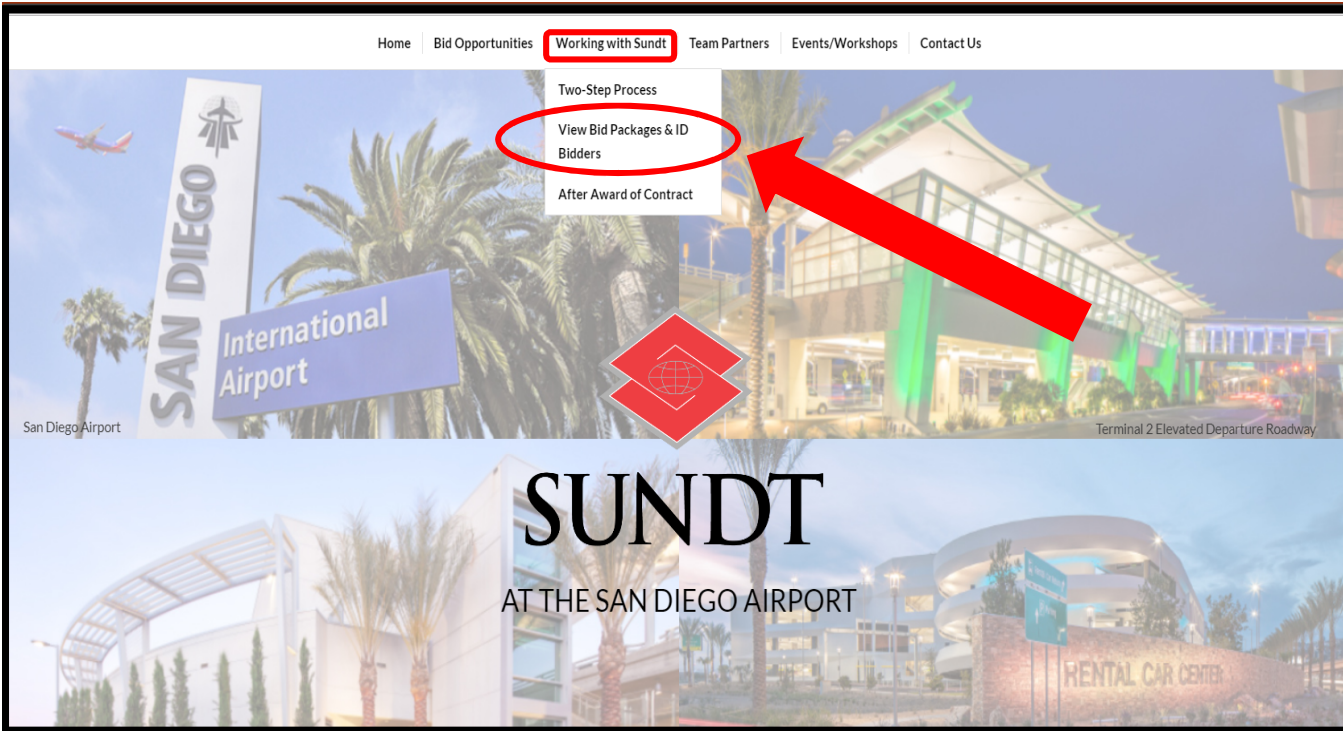 Home
Bid Opportunities
Working with Sundt
Team Partners
Events/Workshops
Contact Us
Two-Step Process
View Bid Packages & ID
Bidders
After Award of Contract
SAN DIEGO
International
Airport
San Diego Airport
Terminal 2 Elevated Departure Roadway
SUNDT
AT THE SAN DIEGO AIRPORT
RENTAL CAR CENTER